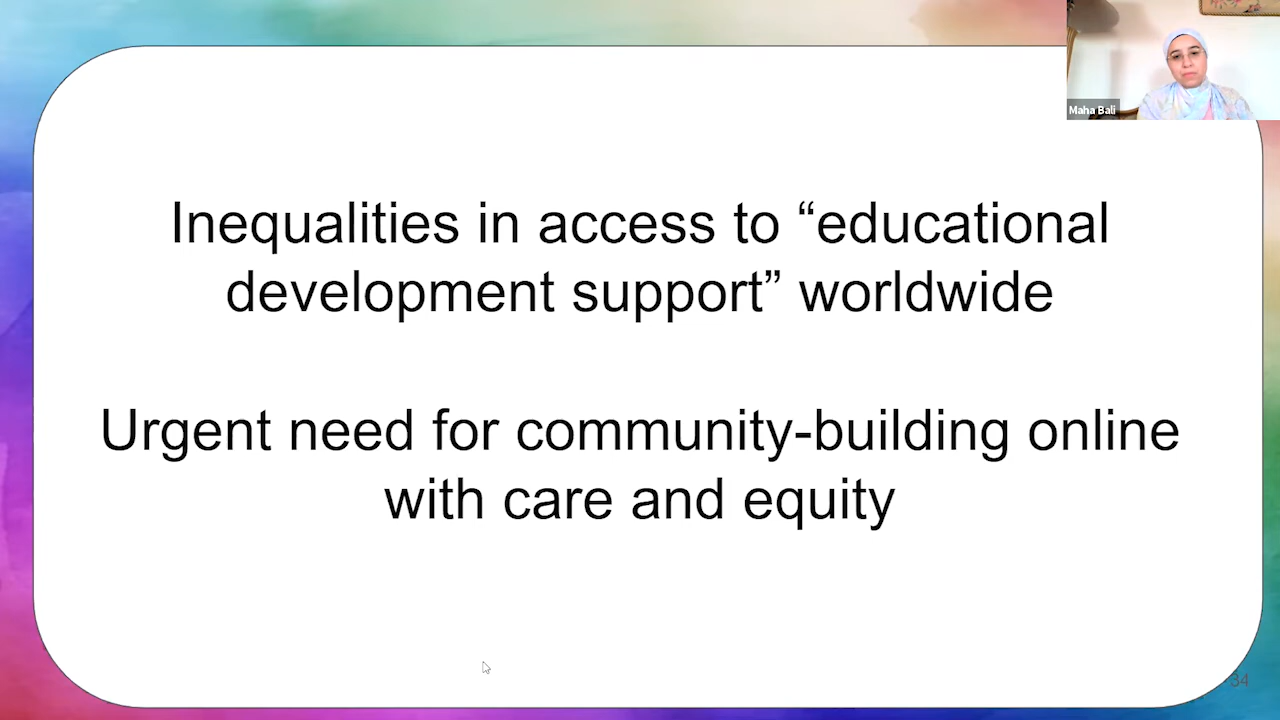 Maha Bali
Inequalities in access to “educational
development support” worldwide
Urgent need for community-building online
with care and equity
34